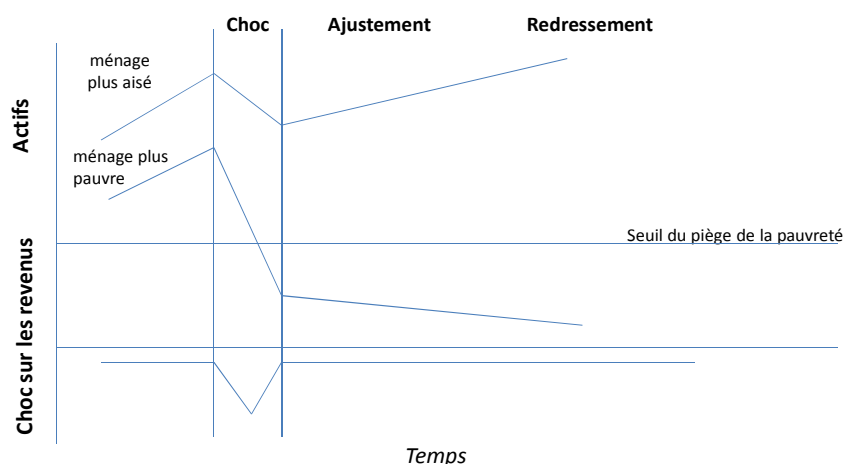 Choc Ajustement Redressement
ménage
plus aisé
Actifs
ménage plus
pauvre
Seuil du piège de la pauvreté
Choc sur les revenus
Temps